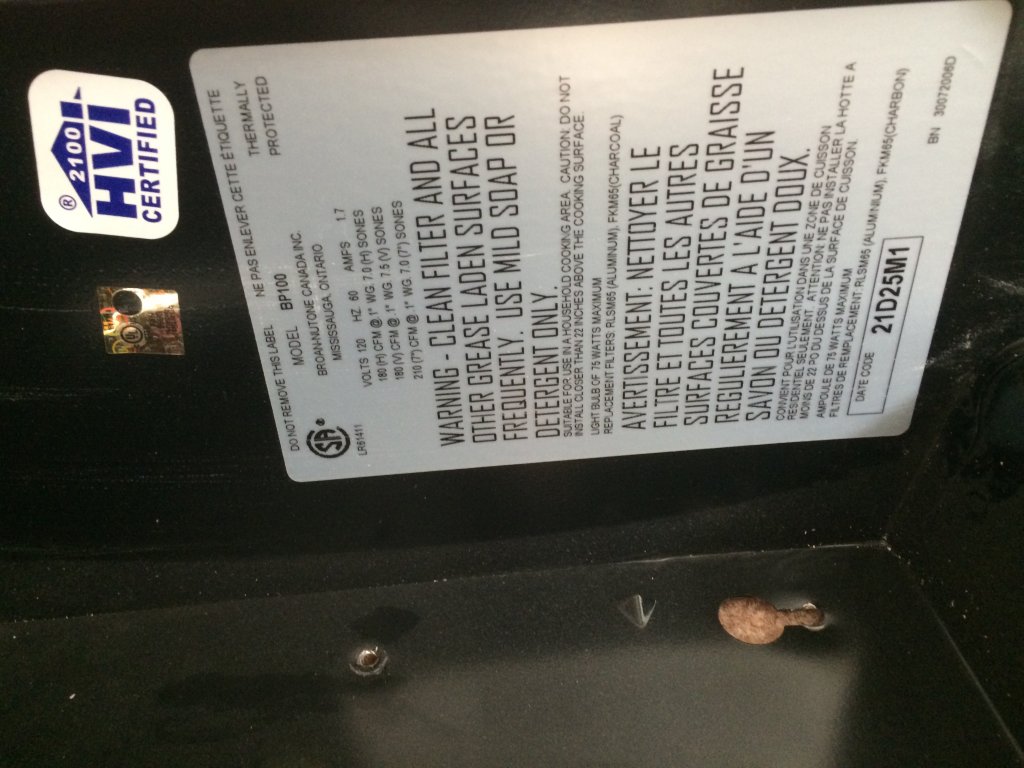 ® 2100
HVI
CERTIFIED
DO NOT REMOVE THIS LABEL NE PAS ENLEVER CETTE ÉTIQUETTE
MODEL BP100 THERMALLY
PROTECTED
BROAN-NUTONE CANADA INC.
MISSISSAUGA, ONTARIO
SA ®
LR61411
VOLTS 120 HZ. 60 AMPS 1.7
180 (H) CFM @ .1" WG. 7.0 (H) SONES
180 (V) CFM @ .1" WG. 7.5 (V) SONES
210 (7") CFM @ .1" WG. 7.0 (7") SONES
WARNING - CLEAN FILTER AND ALL
OTHER GREASE LADEN SURFACES
FREQUENTLY. USE MILD SOAP OR
DETERGENT ONLY.
SUITABLE FOR USE IN A HOUSEHOLD COOKING AREA. CAUTION: DO NOT
INSTALL CLOSER THAN 22 INCHES ABOVE THE COOKING SURFACE.
LIGHT BULB OF 75 WATTS MAXIMUM
REPLACEMENT FILTERS: RLSM65 (ALUMINUM), FKM65(CHARCOAL)
AVERTISSEMENT: NETTOYER LE
FILTRE ET TOUTES LES AUTRES
SURFACES COUVERTES DE GRAISSE
REGULIEREMENT A L'AIDE D'UN
SAVON OU DETERGENT DOUX.
CONVIENT POUR L'UTILISATION DANS UNE ZONE DE CUISSON
RESIDENTIEL SEULEMENT. ATTENTION: NE PAS INSTALLER LA HOTTE A
MOINS DE 22 PO DU DESSUS DE LA SURFACE DE CUISSON.
AMPOULE DE 75 WATTS MAXIMUM
FILTRES DE REMPLACEMENT: RLSM65 (ALUMINIUM), FKM65(CHARBON)
DATE CODE 21D25M1
BN 30072006D